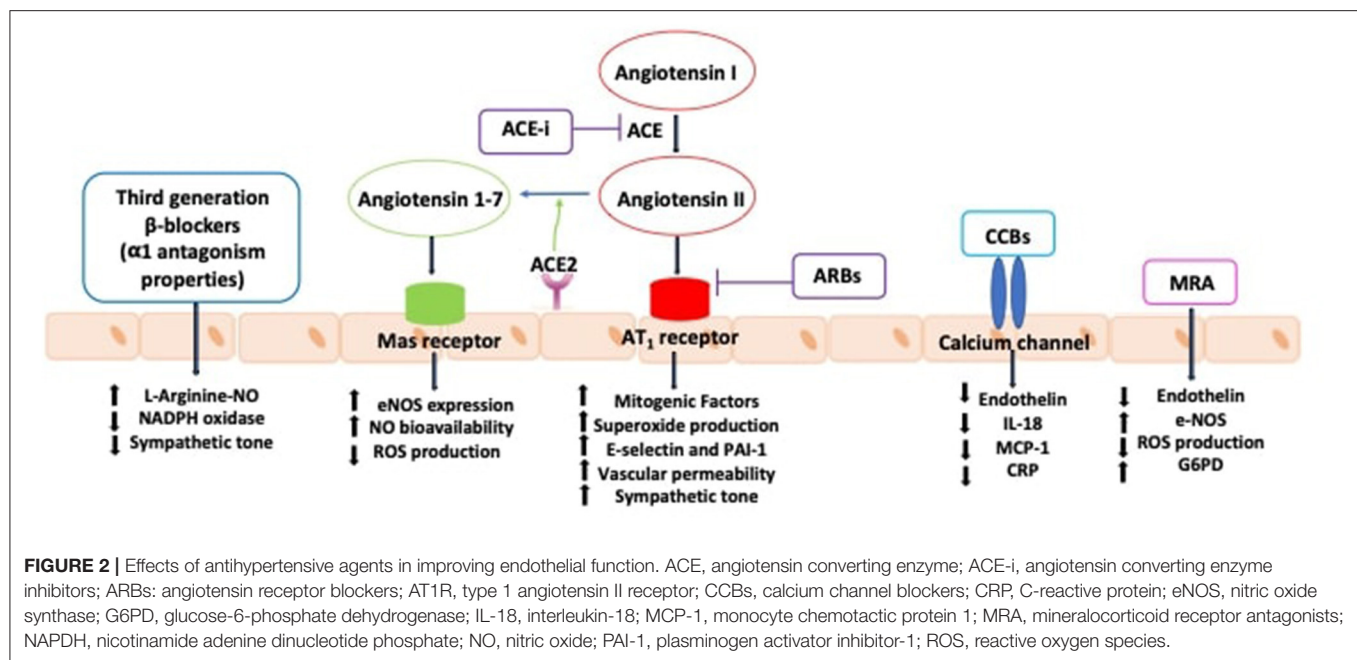 Angiotensin I
ACE-i
ACE
Third generation
β-blockers
(α1 antagonism
properties)
Angiotensin 1-7
Angiotensin II
ACE2
ARBs
CCBs
MRA
Mas receptor
AT₁ receptor
Calcium channel
L-Arginine-NO
NADPH oxidase
Sympathetic tone
eNOS expression
NO bioavailability
ROS production
Mitogenic Factors
Superoxide production
E-selectin and PAI-1
Vascular permeability
Sympathetic tone
Endothelin
IL-18
MCP-1
CRP
Endothelin
e-NOS
ROS production
G6PD
FIGURE 2 | Effects of antihypertensive agents in improving endothelial function. ACE, angiotensin converting enzyme; ACE-i, angiotensin converting enzyme
inhibitors; ARBs: angiotensin receptor blockers; AT1R, type 1 angiotensin II receptor; CCBs, calcium channel blockers; CRP, C-reactive protein; eNOS, nitric oxide
synthase; G6PD, glucose-6-phosphate dehydrogenase; IL-18, interleukin-18; MCP-1, monocyte chemotactic protein 1; MRA, mineralocorticoid receptor antagonists;
NAPDH, nicotinamide adenine dinucleotide phosphate; NO, nitric oxide; PAI-1, plasminogen activator inhibitor-1; ROS, reactive oxygen species.